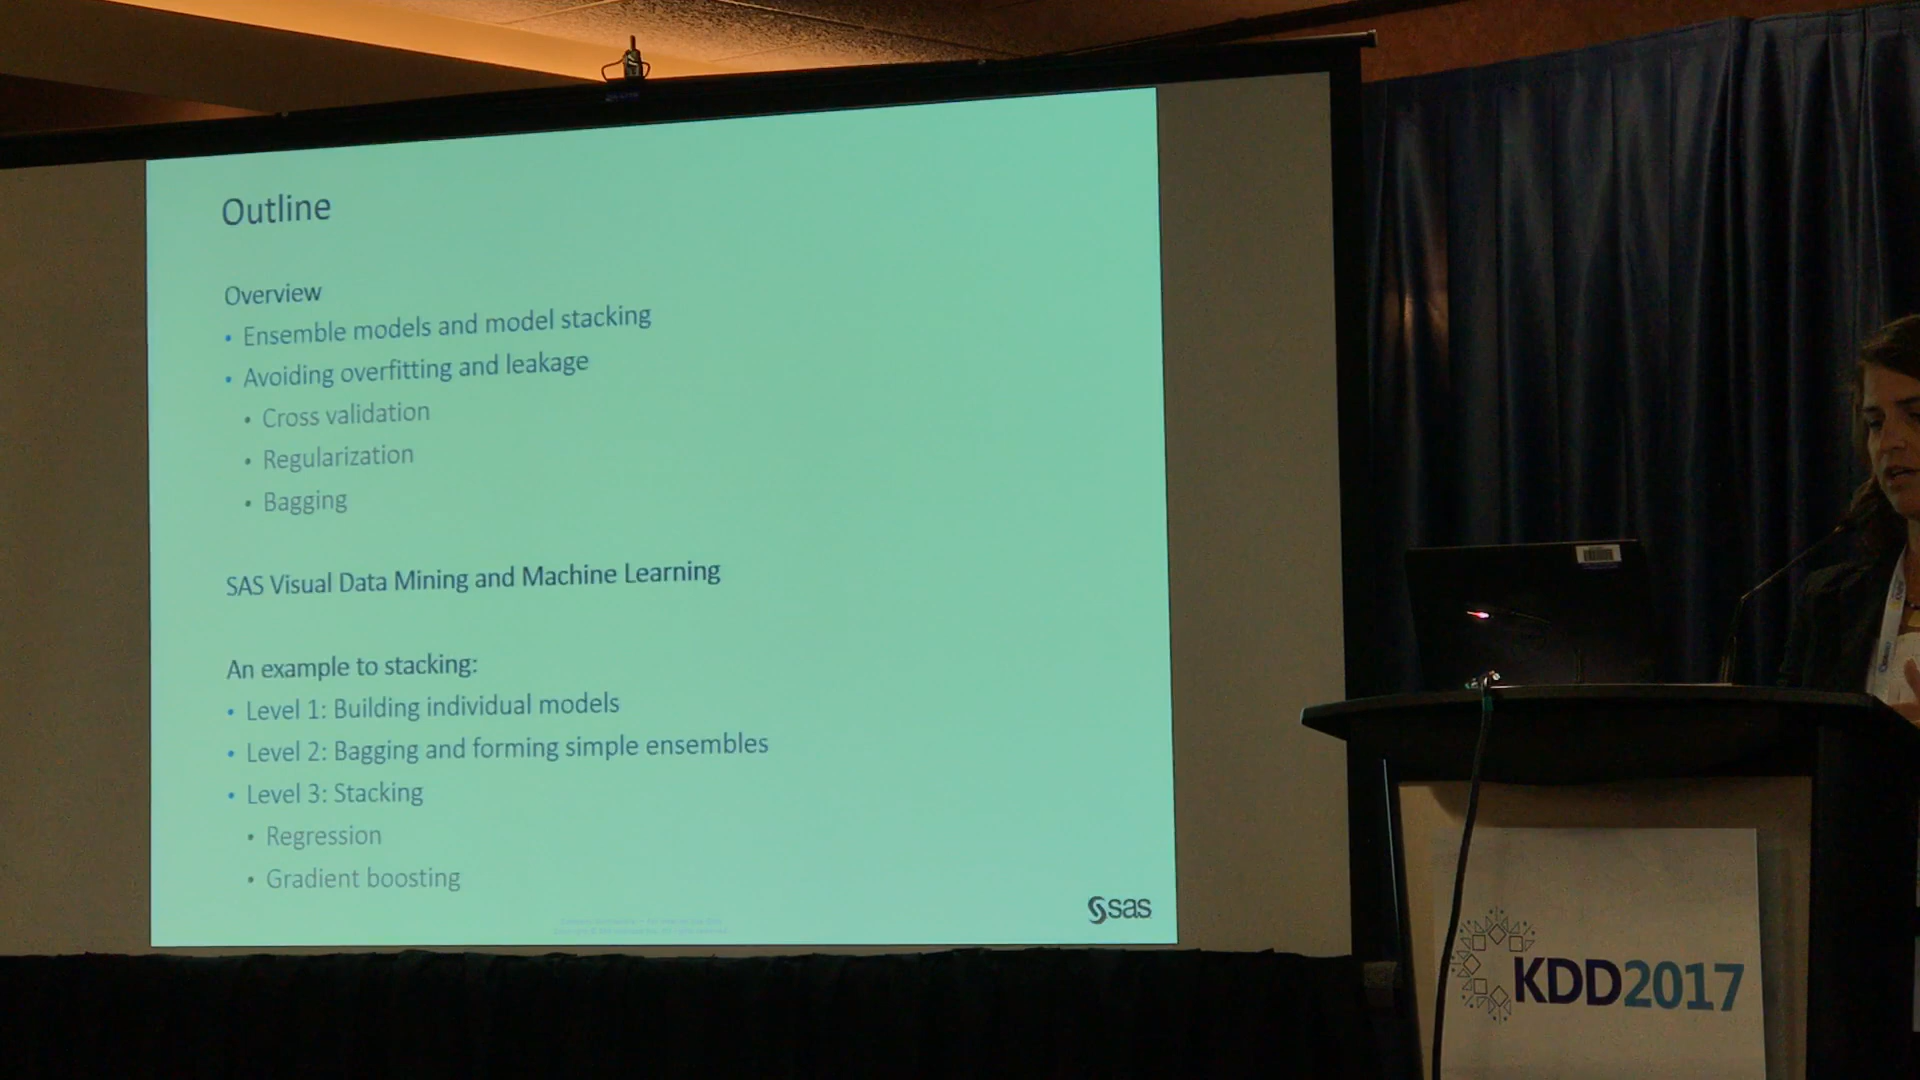 Outline
Overview
• Ensemble models and model stacking
• Avoiding overfitting and leakage
• Cross validation
• Regularization
• Bagging
SAS Visual Data Mining and Machine Learning
An example to stacking:
• Level 1: Building individual models
• Level 2: Bagging and forming simple ensembles
• Level 3: Stacking
• Regression
• Gradient boosting
sas
KDD2017